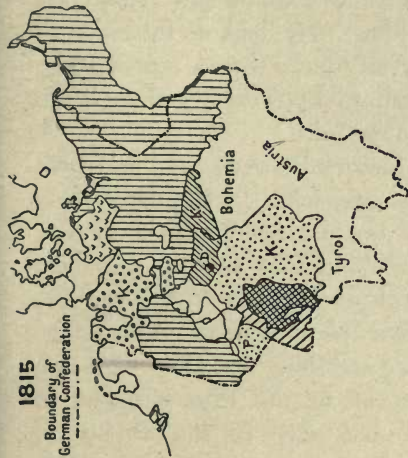 1815
Boundary of
German Confederation
K
K
D
Bohemia
Austria
K
P
Tyrol